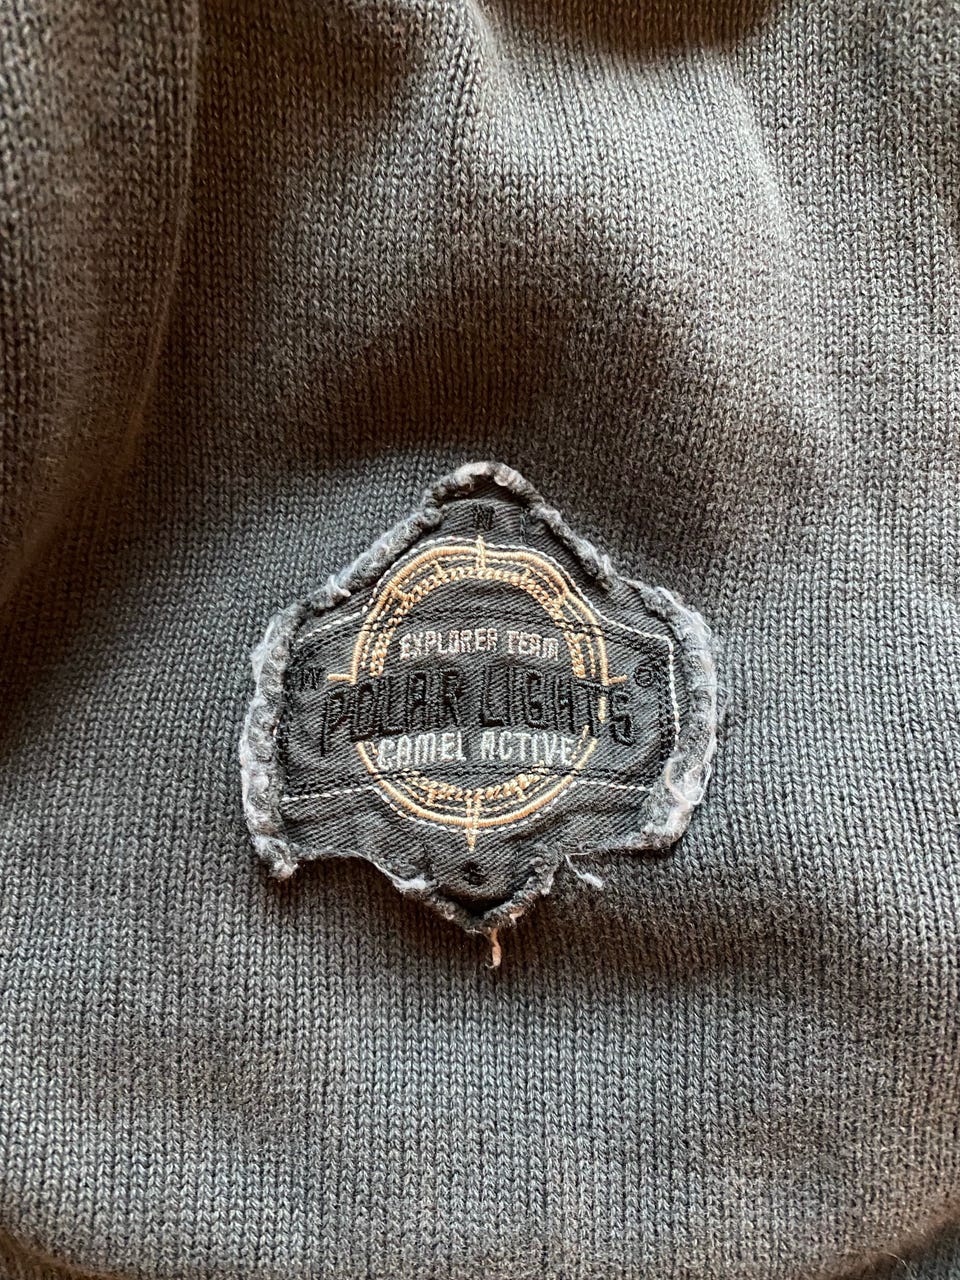 N
EXPLORER TEAM
W
POLAR LIGHTS
CAMEL ACTIVE